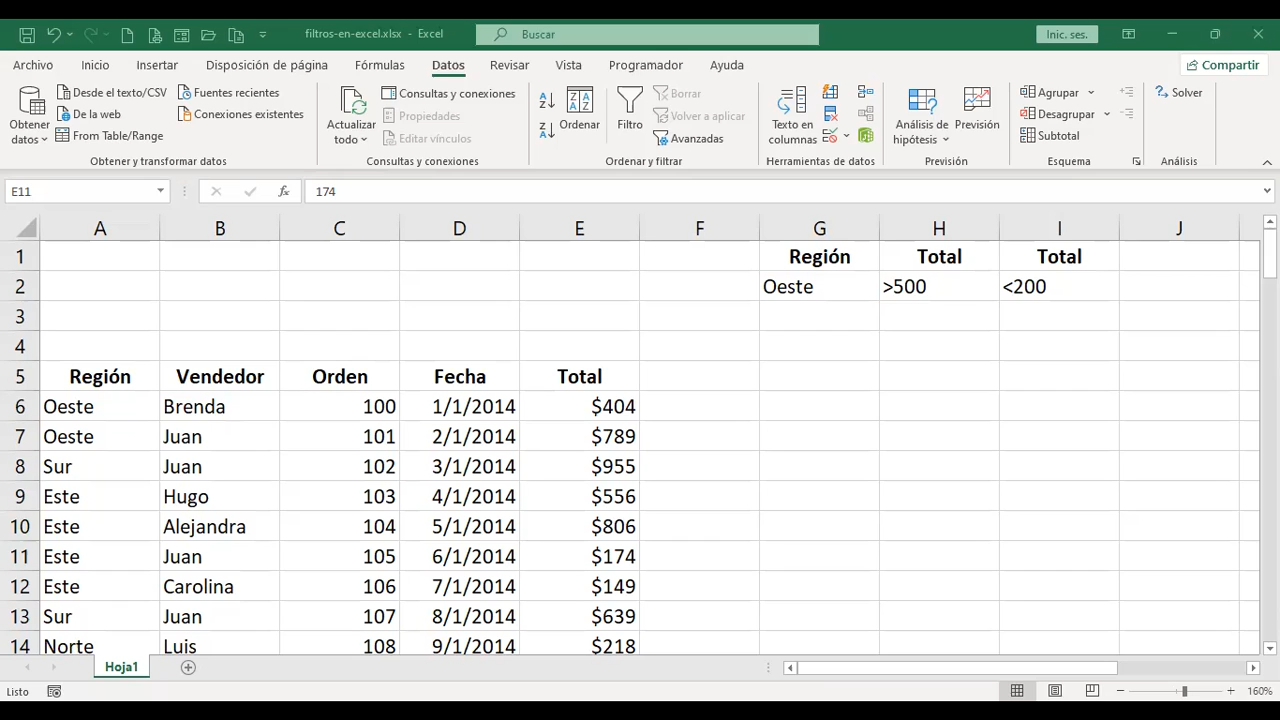 filtros-en-excel.xlsx - Excel
Buscar
Inic. ses.
Archivo Inicio Insertar Disposición de página Fórmulas Datos Revisar Vista Programador Ayuda Compartir
Obtener datos
Desde el texto/CSV
De la web
From Table/Range
Fuentes recientes
Conexiones existentes
Obtener y transformar datos
Actualizar todo
Consultas y conexiones
Propiedades
Editar vínculos
Consultas y conexiones
Ordenar
Filtro
Borrar
Volver a aplicar
Avanzadas
Ordenar y filtrar
Texto en columnas
Herramientas de datos
Análisis de hipótesis
Previsión
Previsión
Agrupar
Desagrupar
Subtotal
Esquema
Solver
Análisis
E11 fx 174
A B C D E F G H I J
1 Región Total Total
2 Oeste >500 <200
3
4
5 Región Vendedor Orden Fecha Total
6 Oeste Brenda 100 1/1/2014 $404
7 Oeste Juan 101 2/1/2014 $789
8 Sur Juan 102 3/1/2014 $955
9 Este Hugo 103 4/1/2014 $556
10 Este Alejandra 104 5/1/2014 $806
11 Este Juan 105 6/1/2014 $174
12 Este Carolina 106 7/1/2014 $149
13 Sur Juan 107 8/1/2014 $639
14 Norte Luis 108 9/1/2014 $218
Hoja1
Listo
160%